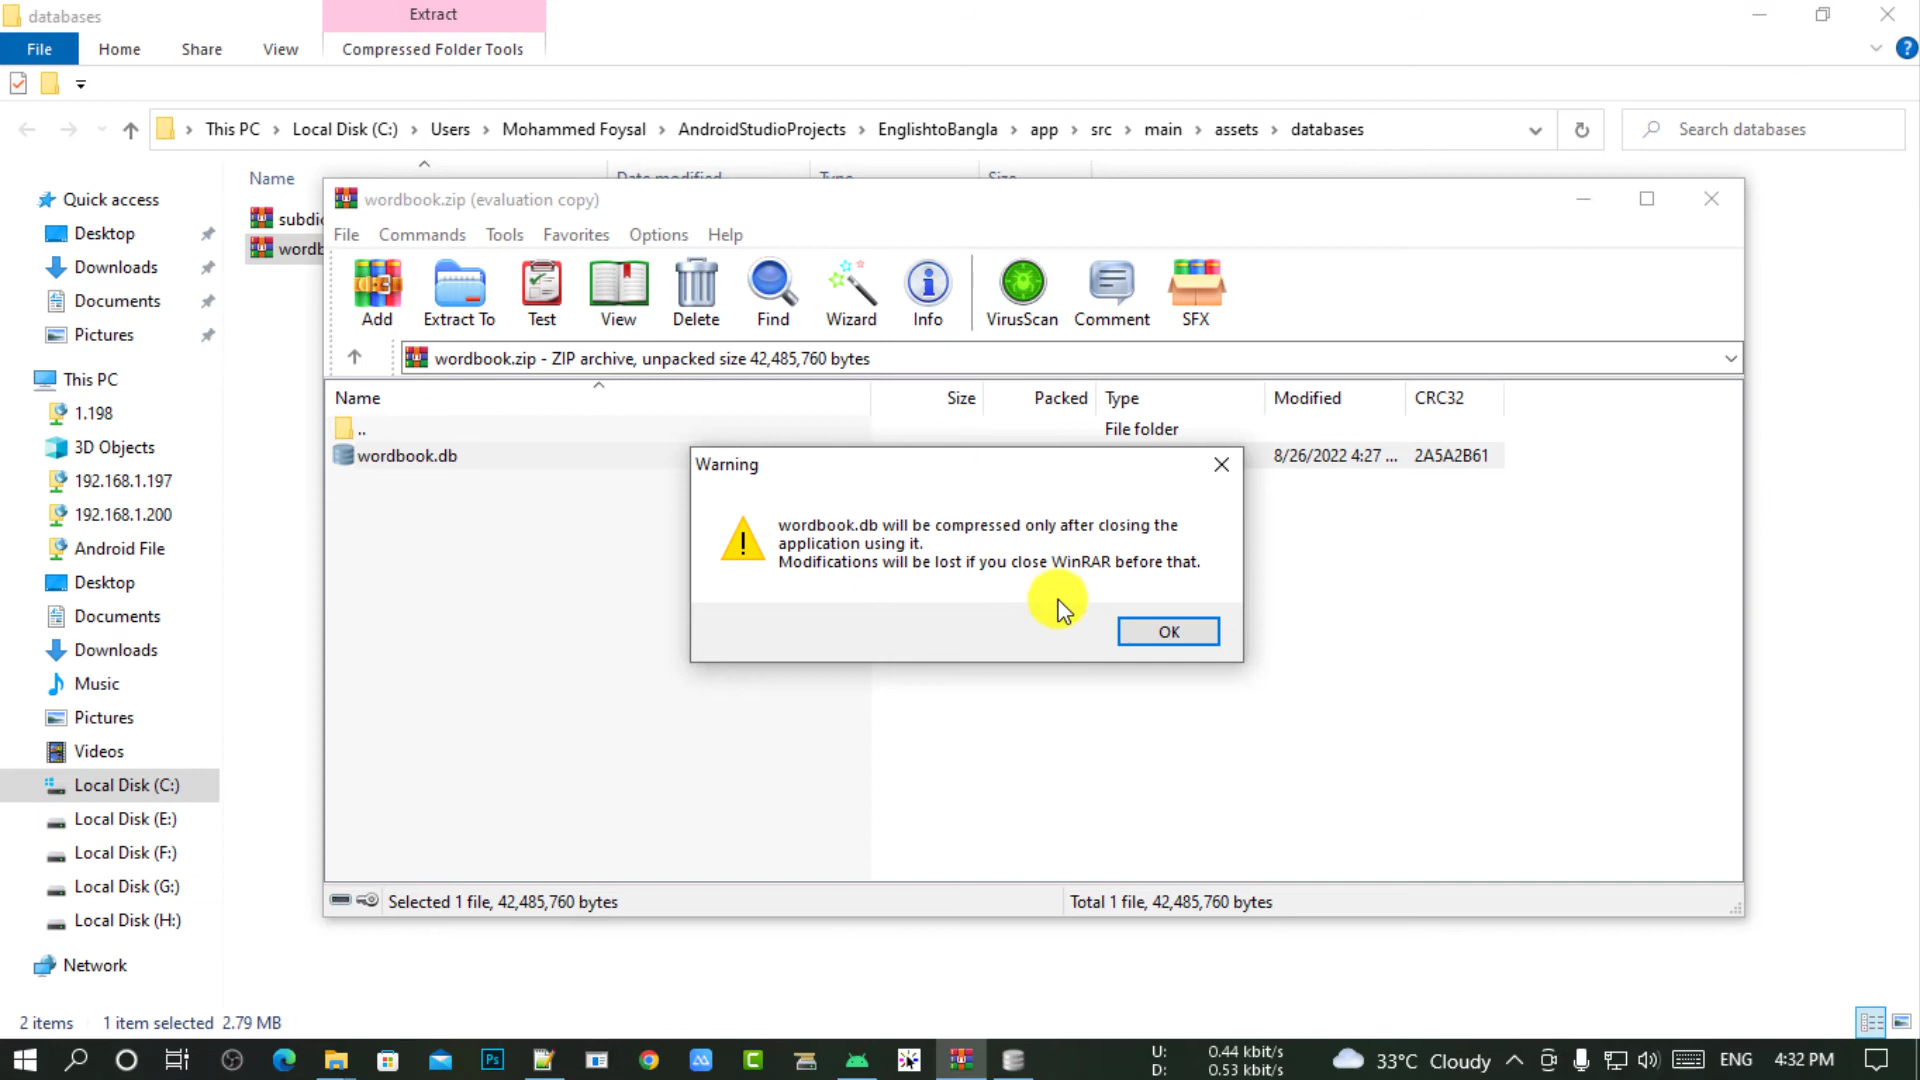 databases
Extract
File
Home
Share
View
Compressed Folder Tools
This PC
Local Disk (C:)
Users
Mohammed Foysal
AndroidStudioProjects
EnglishtoBangla
app
src
main
assets
databases
Search databases
Name
Date modified
Type
Size
Quick access
Desktop
Downloads
Documents
Pictures
This PC
1.198
3D Objects
192.168.1.197
192.168.1.200
Android File
Desktop
Documents
Downloads
Music
Pictures
Videos
Local Disk (C:)
Local Disk (E:)
Local Disk (F:)
Local Disk (G:)
Local Disk (H:)
Network
subdic
wordb
wordbook.zip (evaluation copy)
File
Commands
Tools
Favorites
Options
Help
Add
Extract To
Test
View
Delete
Find
Wizard
Info
VirusScan
Comment
SFX
wordbook.zip - ZIP archive, unpacked size 42,485,760 bytes
Name
Size
Packed
Type
Modified
CRC32
..
File folder
wordbook.db
8/26/2022 4:27 ...
2A5A2B61
Warning
wordbook.db will be compressed only after closing the
application using it.
Modifications will be lost if you close WinRAR before that.
OK
Selected 1 file, 42,485,760 bytes
Total 1 file, 42,485,760 bytes
2 items
1 item selected 2.79 MB
Ps
U: 0.44 kbit/s
D: 0.53 kbit/s
33°C Cloudy
ENG
4:32 PM